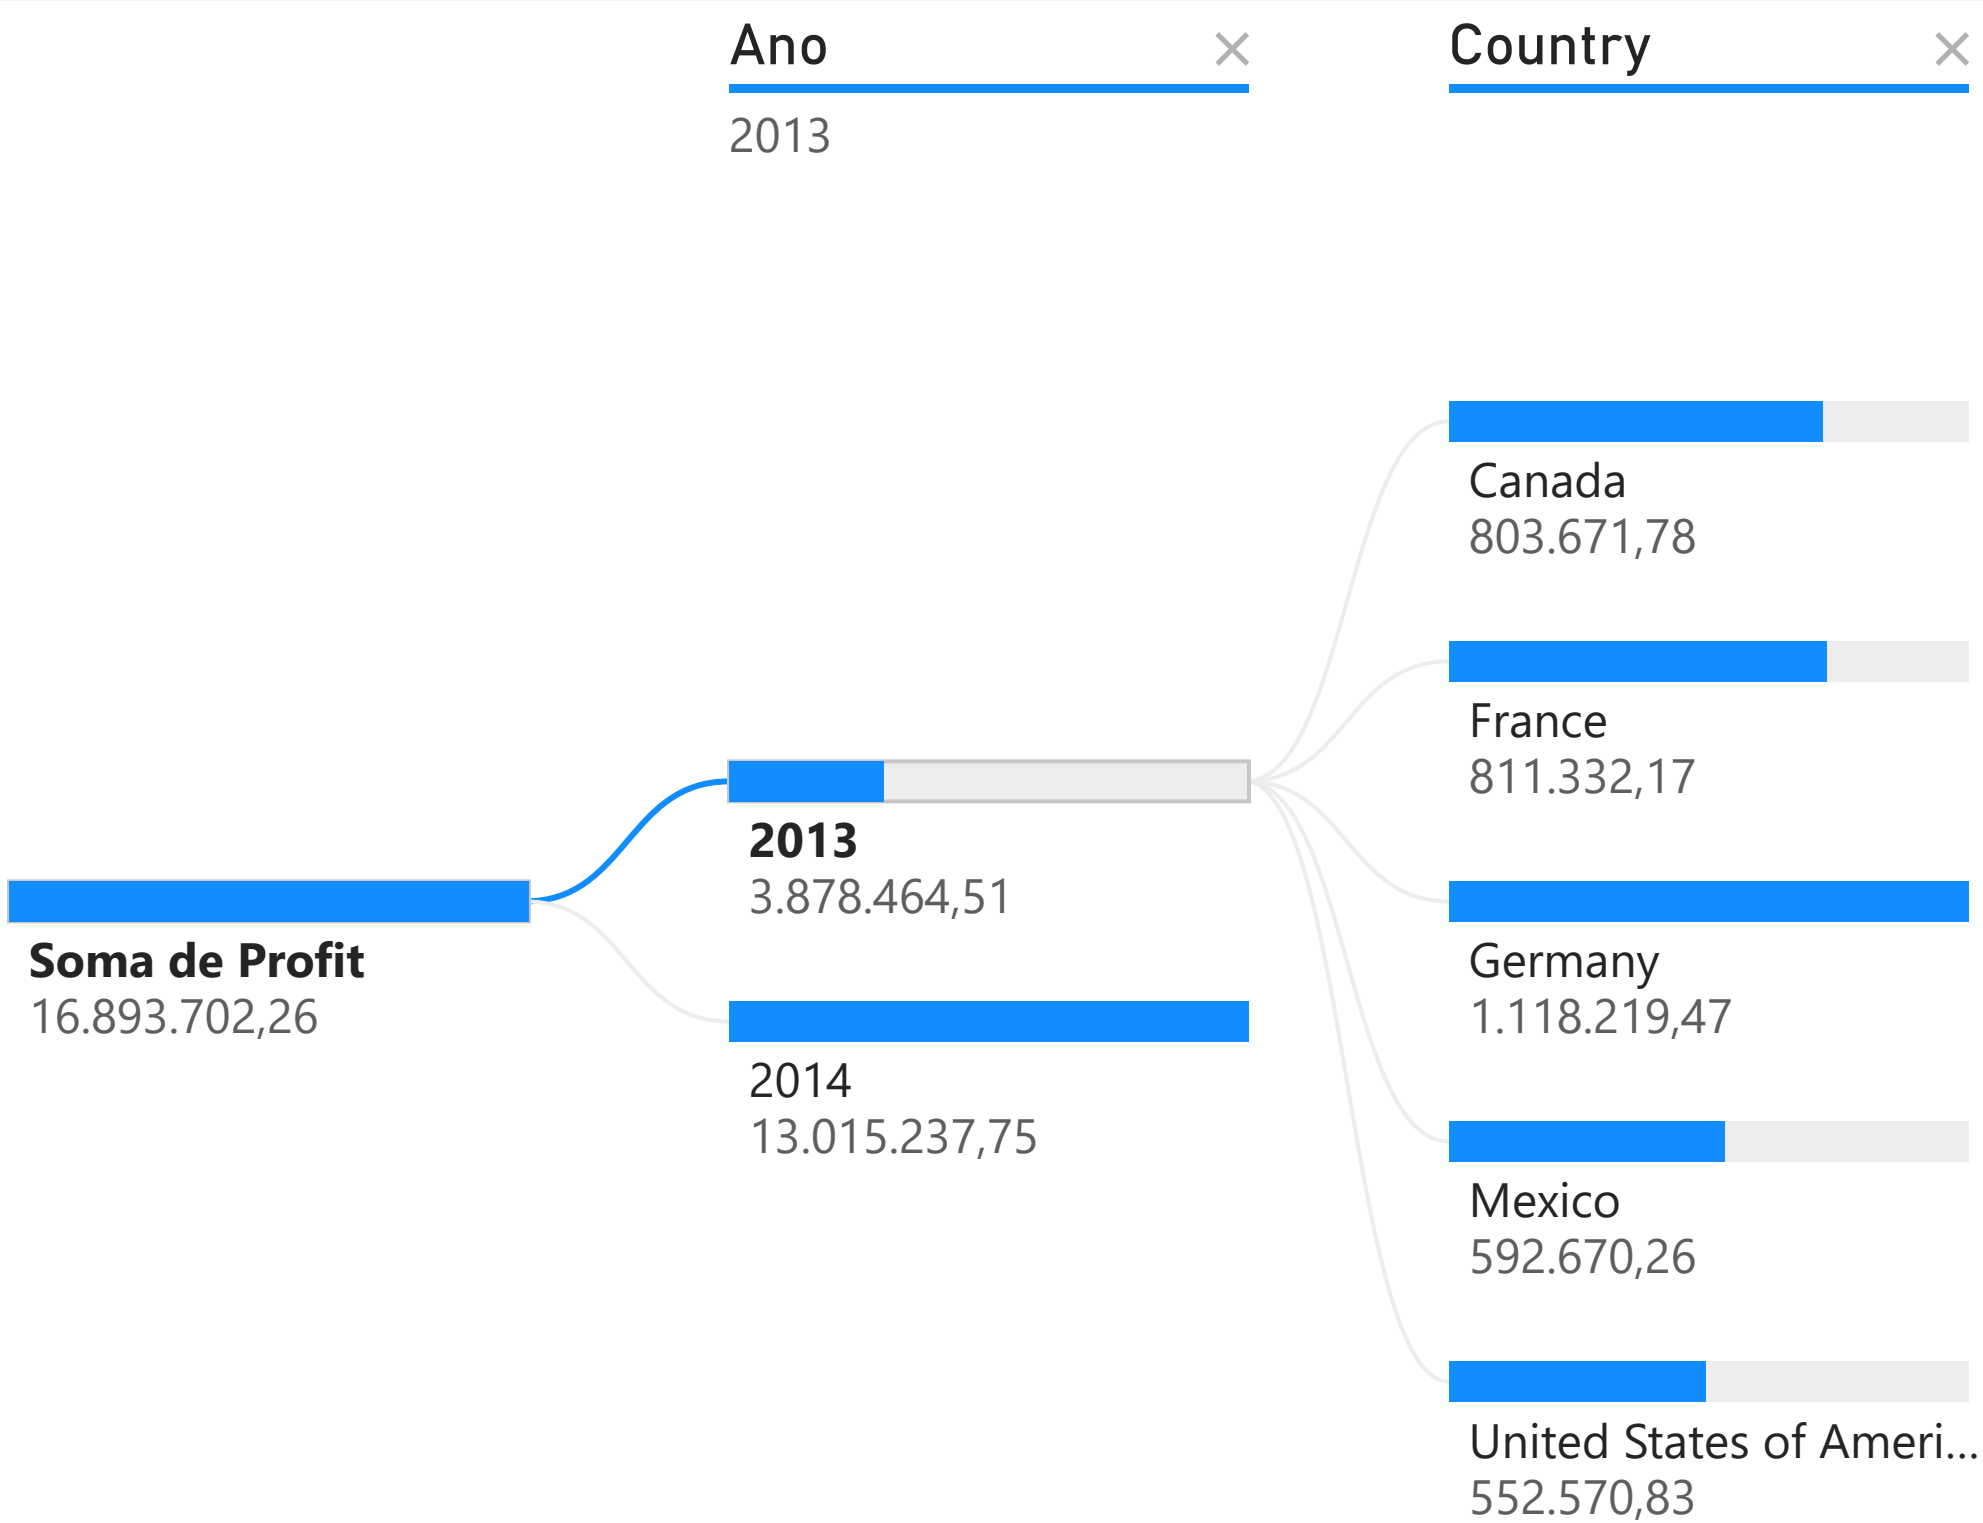 Ano
Country
2013
Canada
803.671,78
France
811.332,17
2013
3.878.464,51
Soma de Profit
16.893.702,26
Germany
1.118.219,47
2014
13.015.237,75
Mexico
592.670,26
United States of Ameri...
552.570,83